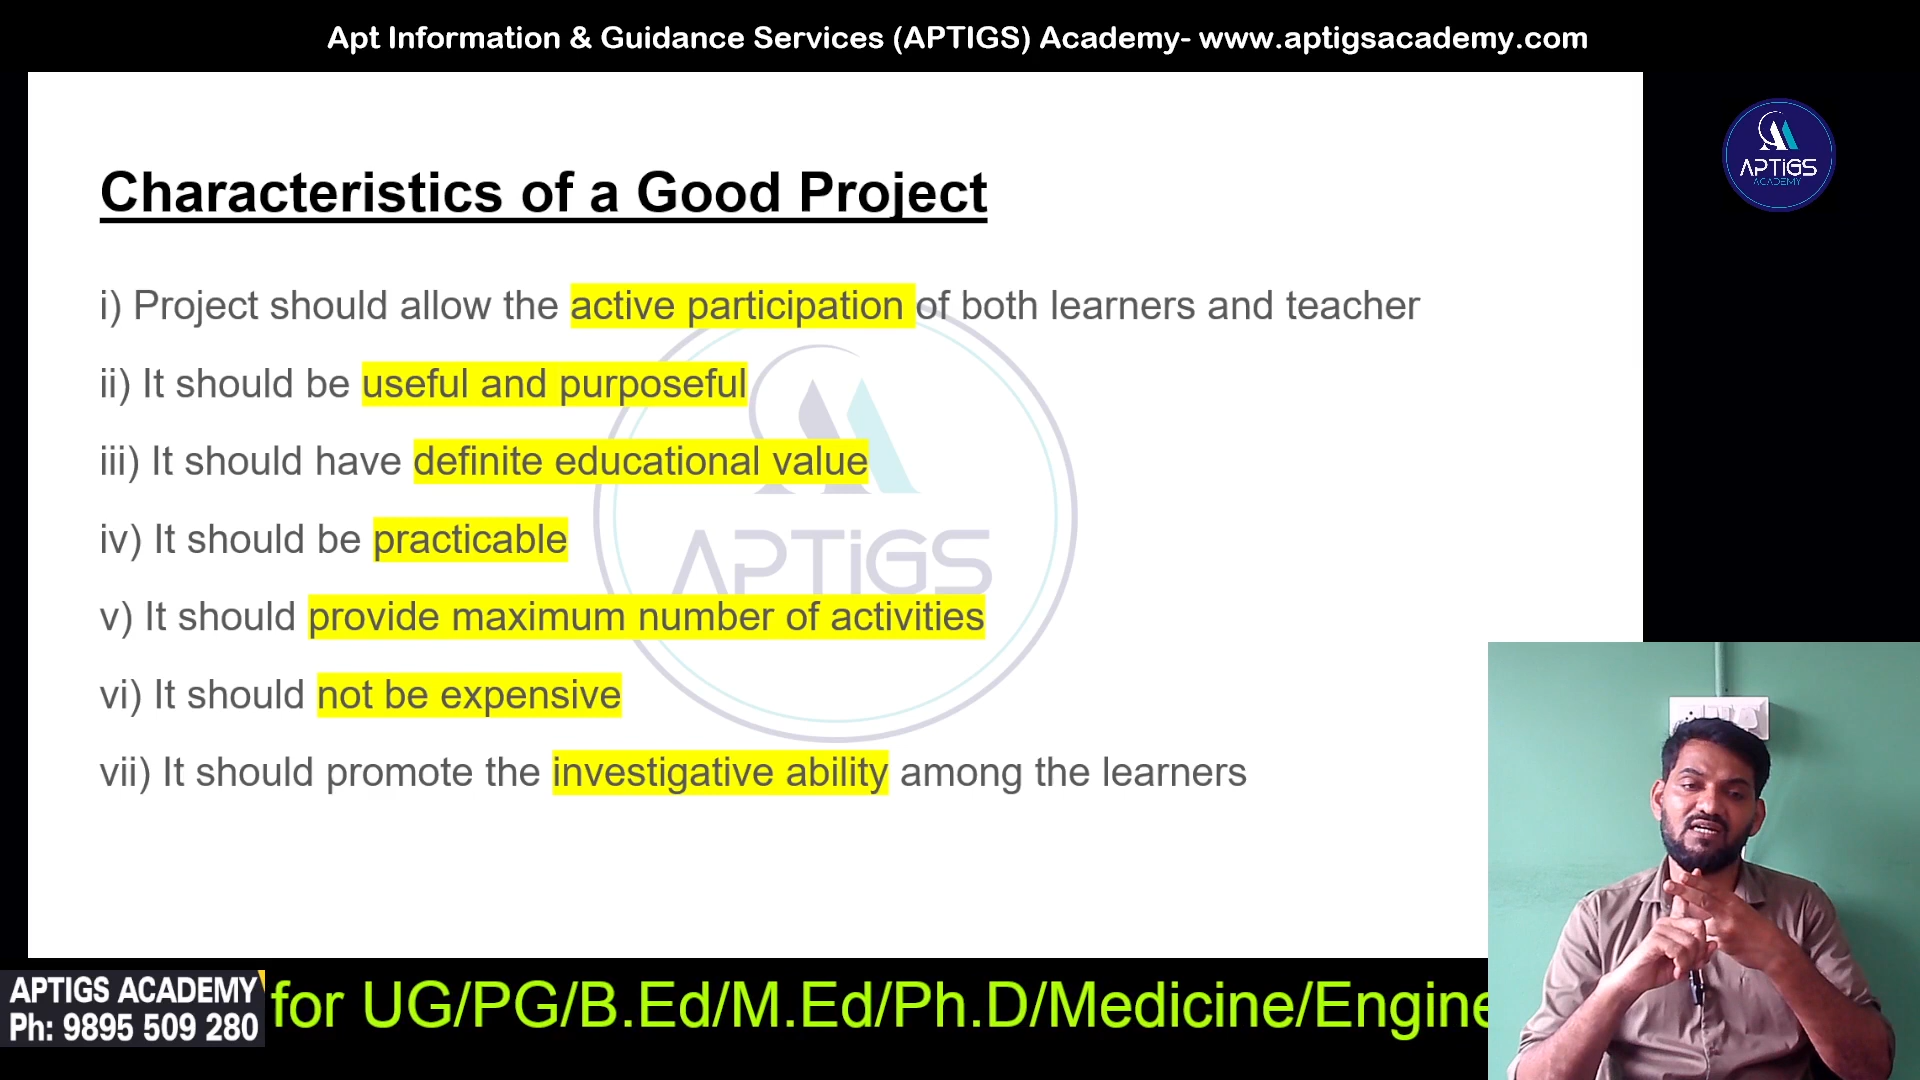 Apt Information & Guidance Services (APTIGS) Academy- www.aptigsacademy.com
APTiGS
ACADEMY
Characteristics of a Good Project
i) Project should allow the active participation of both learners and teacher
ii) It should be useful and purposeful
iii) It should have definite educational value
iv) It should be practicable
APTiGS
v) It should provide maximum number of activities
vi) It should not be expensive
vii) It should promote the investigative ability among the learners
APTIGS ACADEMY
Ph: 9895 509 280
for UG/PG/B.Ed/M.Ed/Ph.D/Medicine/Engine